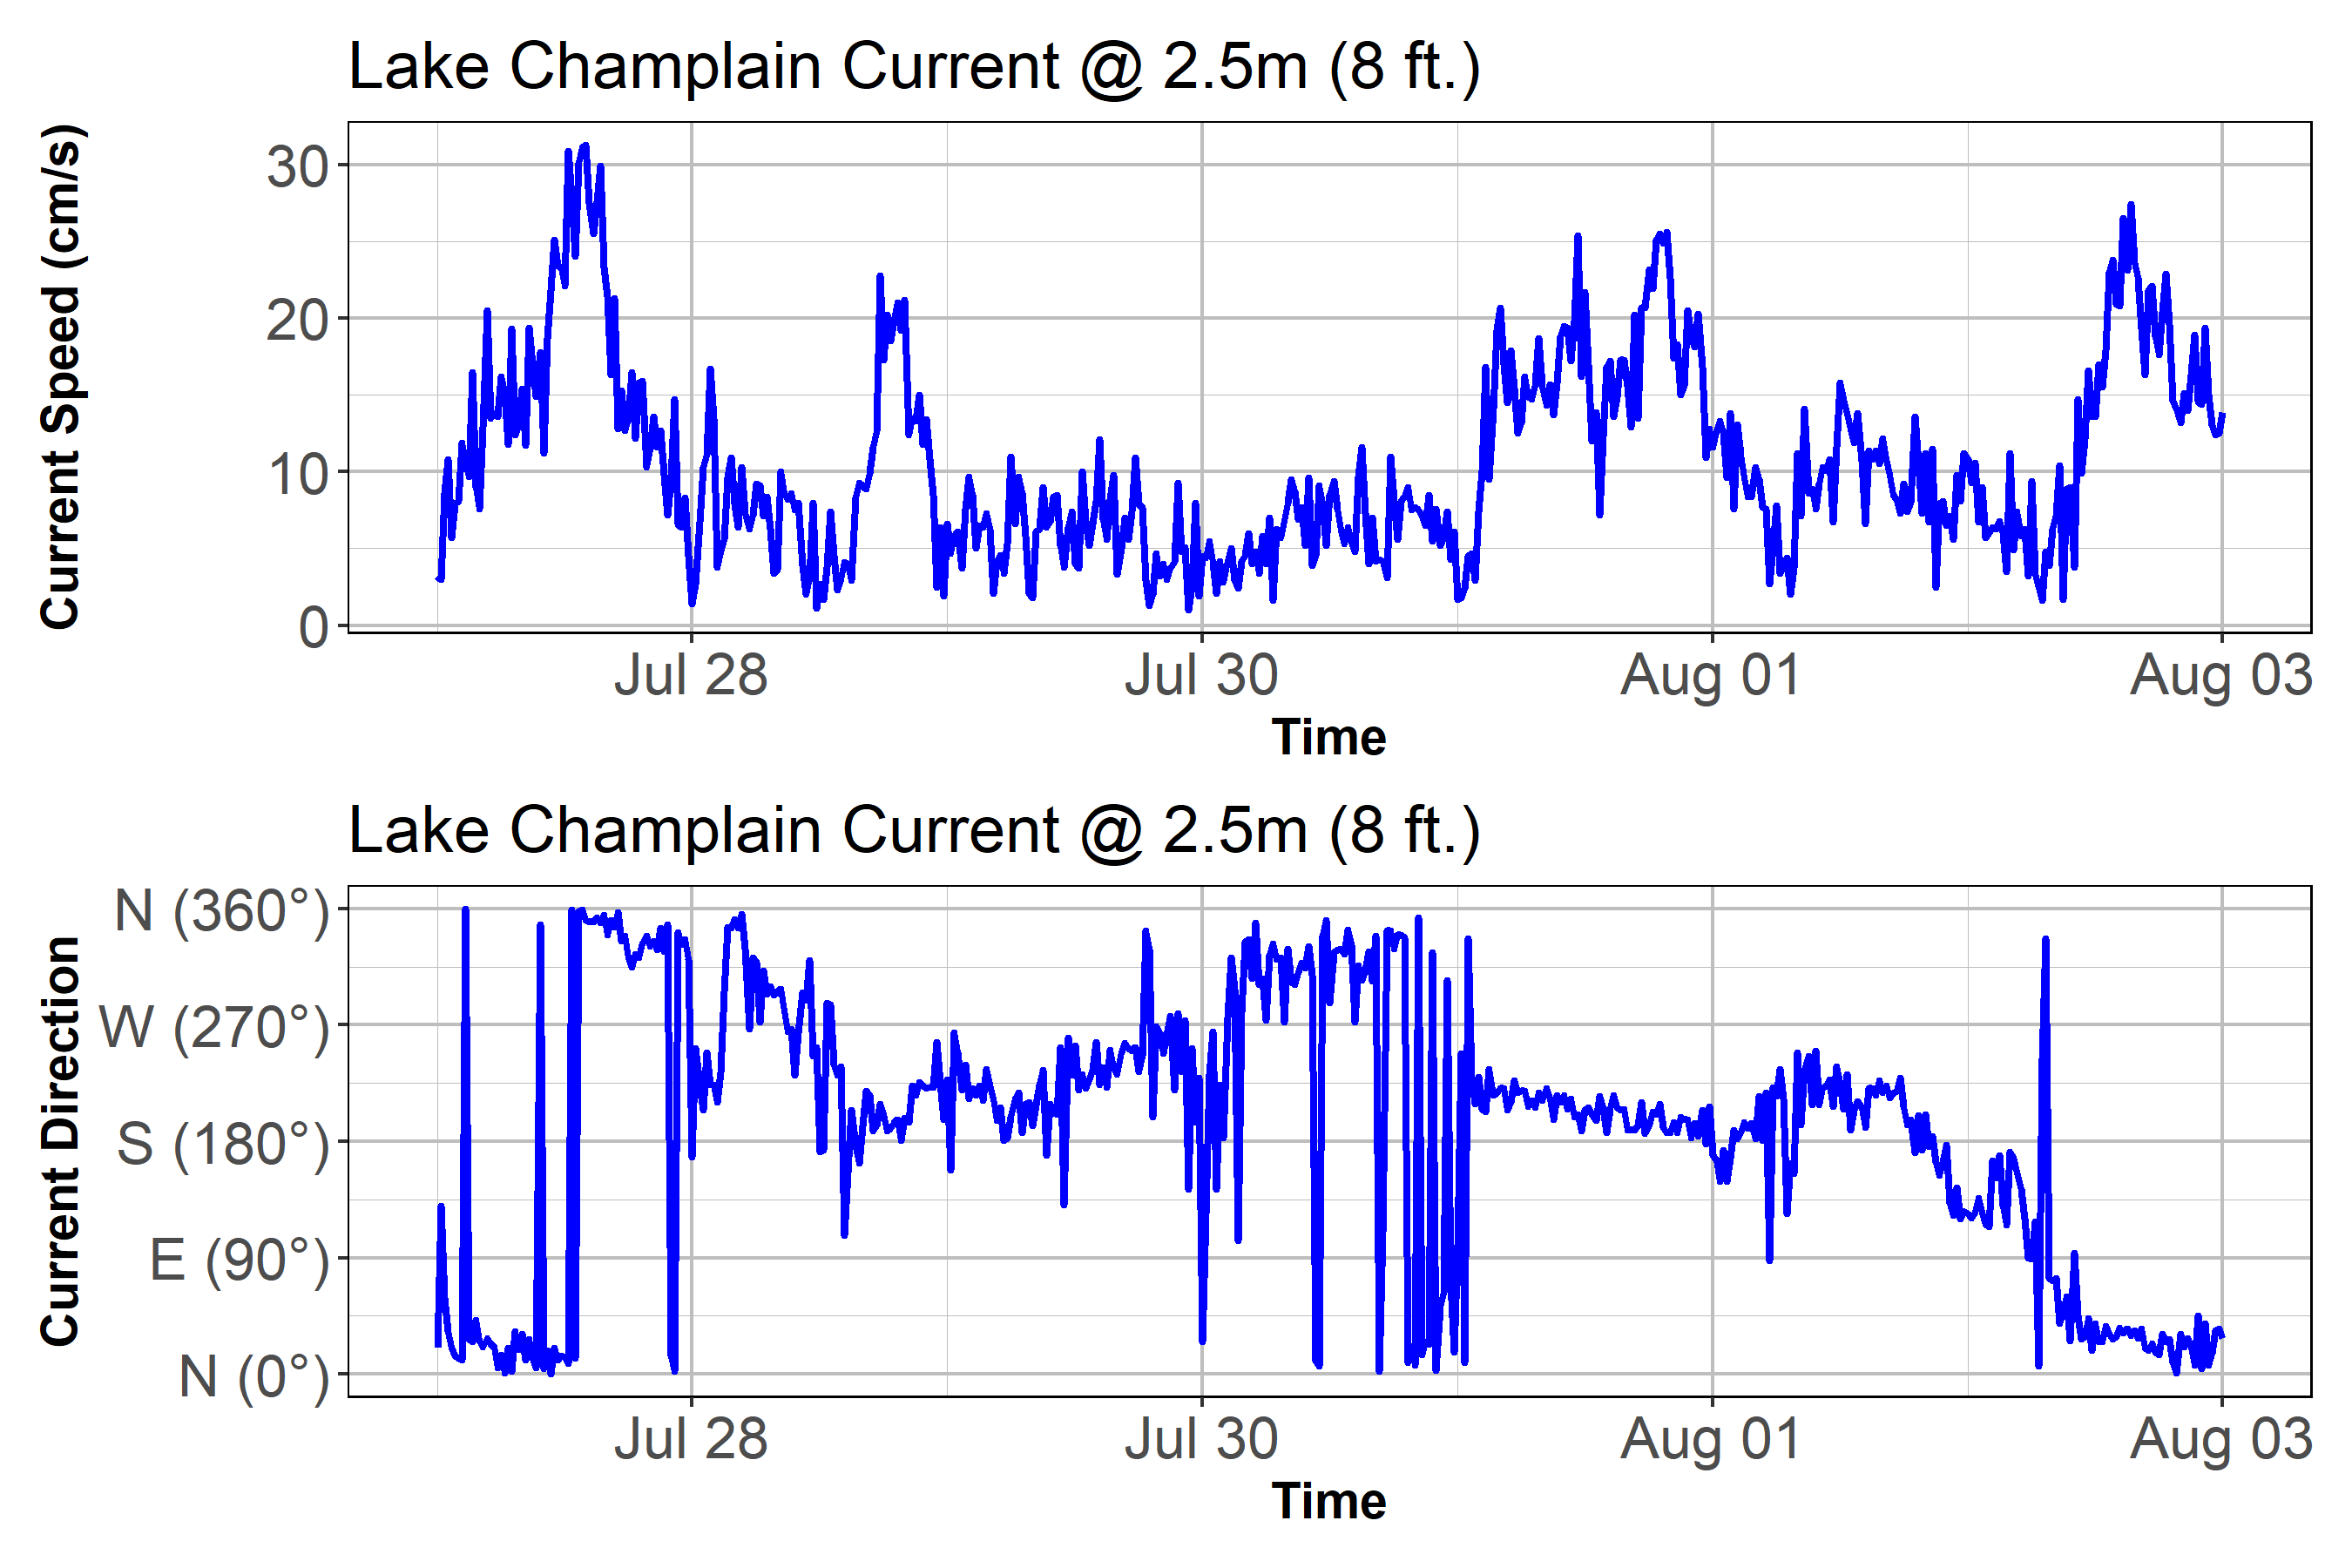 Lake Champlain Current @ 2.5m (8 ft.)
Current Speed (cm/s)
30
20
10
0
Jul 28 Jul 30 Aug 01 Aug 03
Time
Lake Champlain Current @ 2.5m (8 ft.)
Current Direction
N (360°)
W (270°)
S (180°)
E (90°)
N (0°)
Jul 28 Jul 30 Aug 01 Aug 03
Time